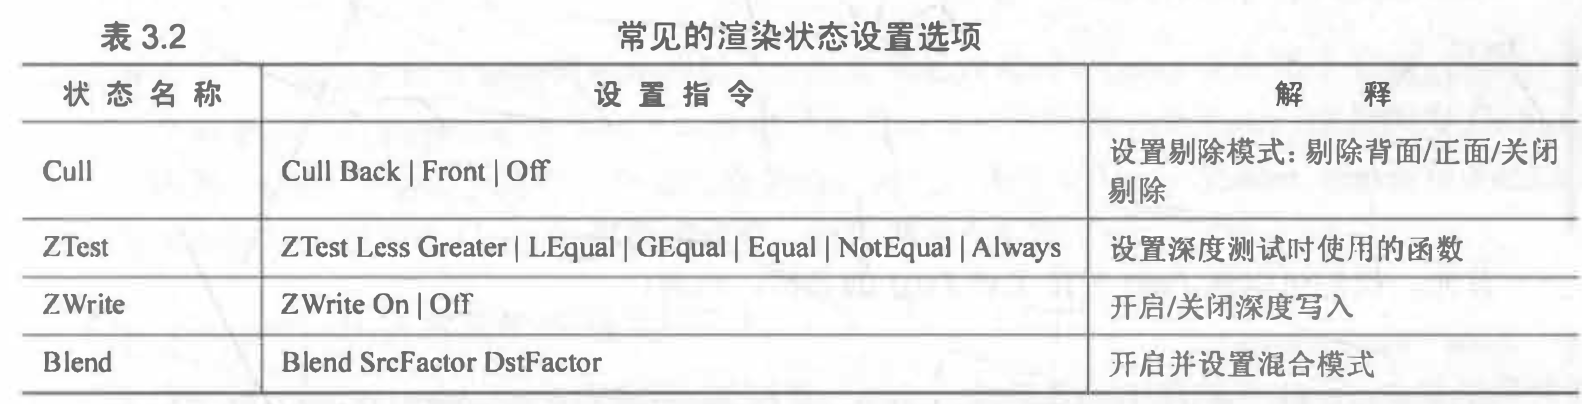 表 3.2 常见的渲染状态设置选项
状态名称 设置指令 解释
Cull Cull Back | Front | Off 设置剔除模式：剔除背面/正面/关闭
剔除
ZTest ZTest Less Greater | LEqual | GEqual | Equal | NotEqual | Always 设置深度测试时使用的函数
ZWrite ZWrite On | Off 开启/关闭深度写入
Blend Blend SrcFactor DstFactor 开启并设置混合模式